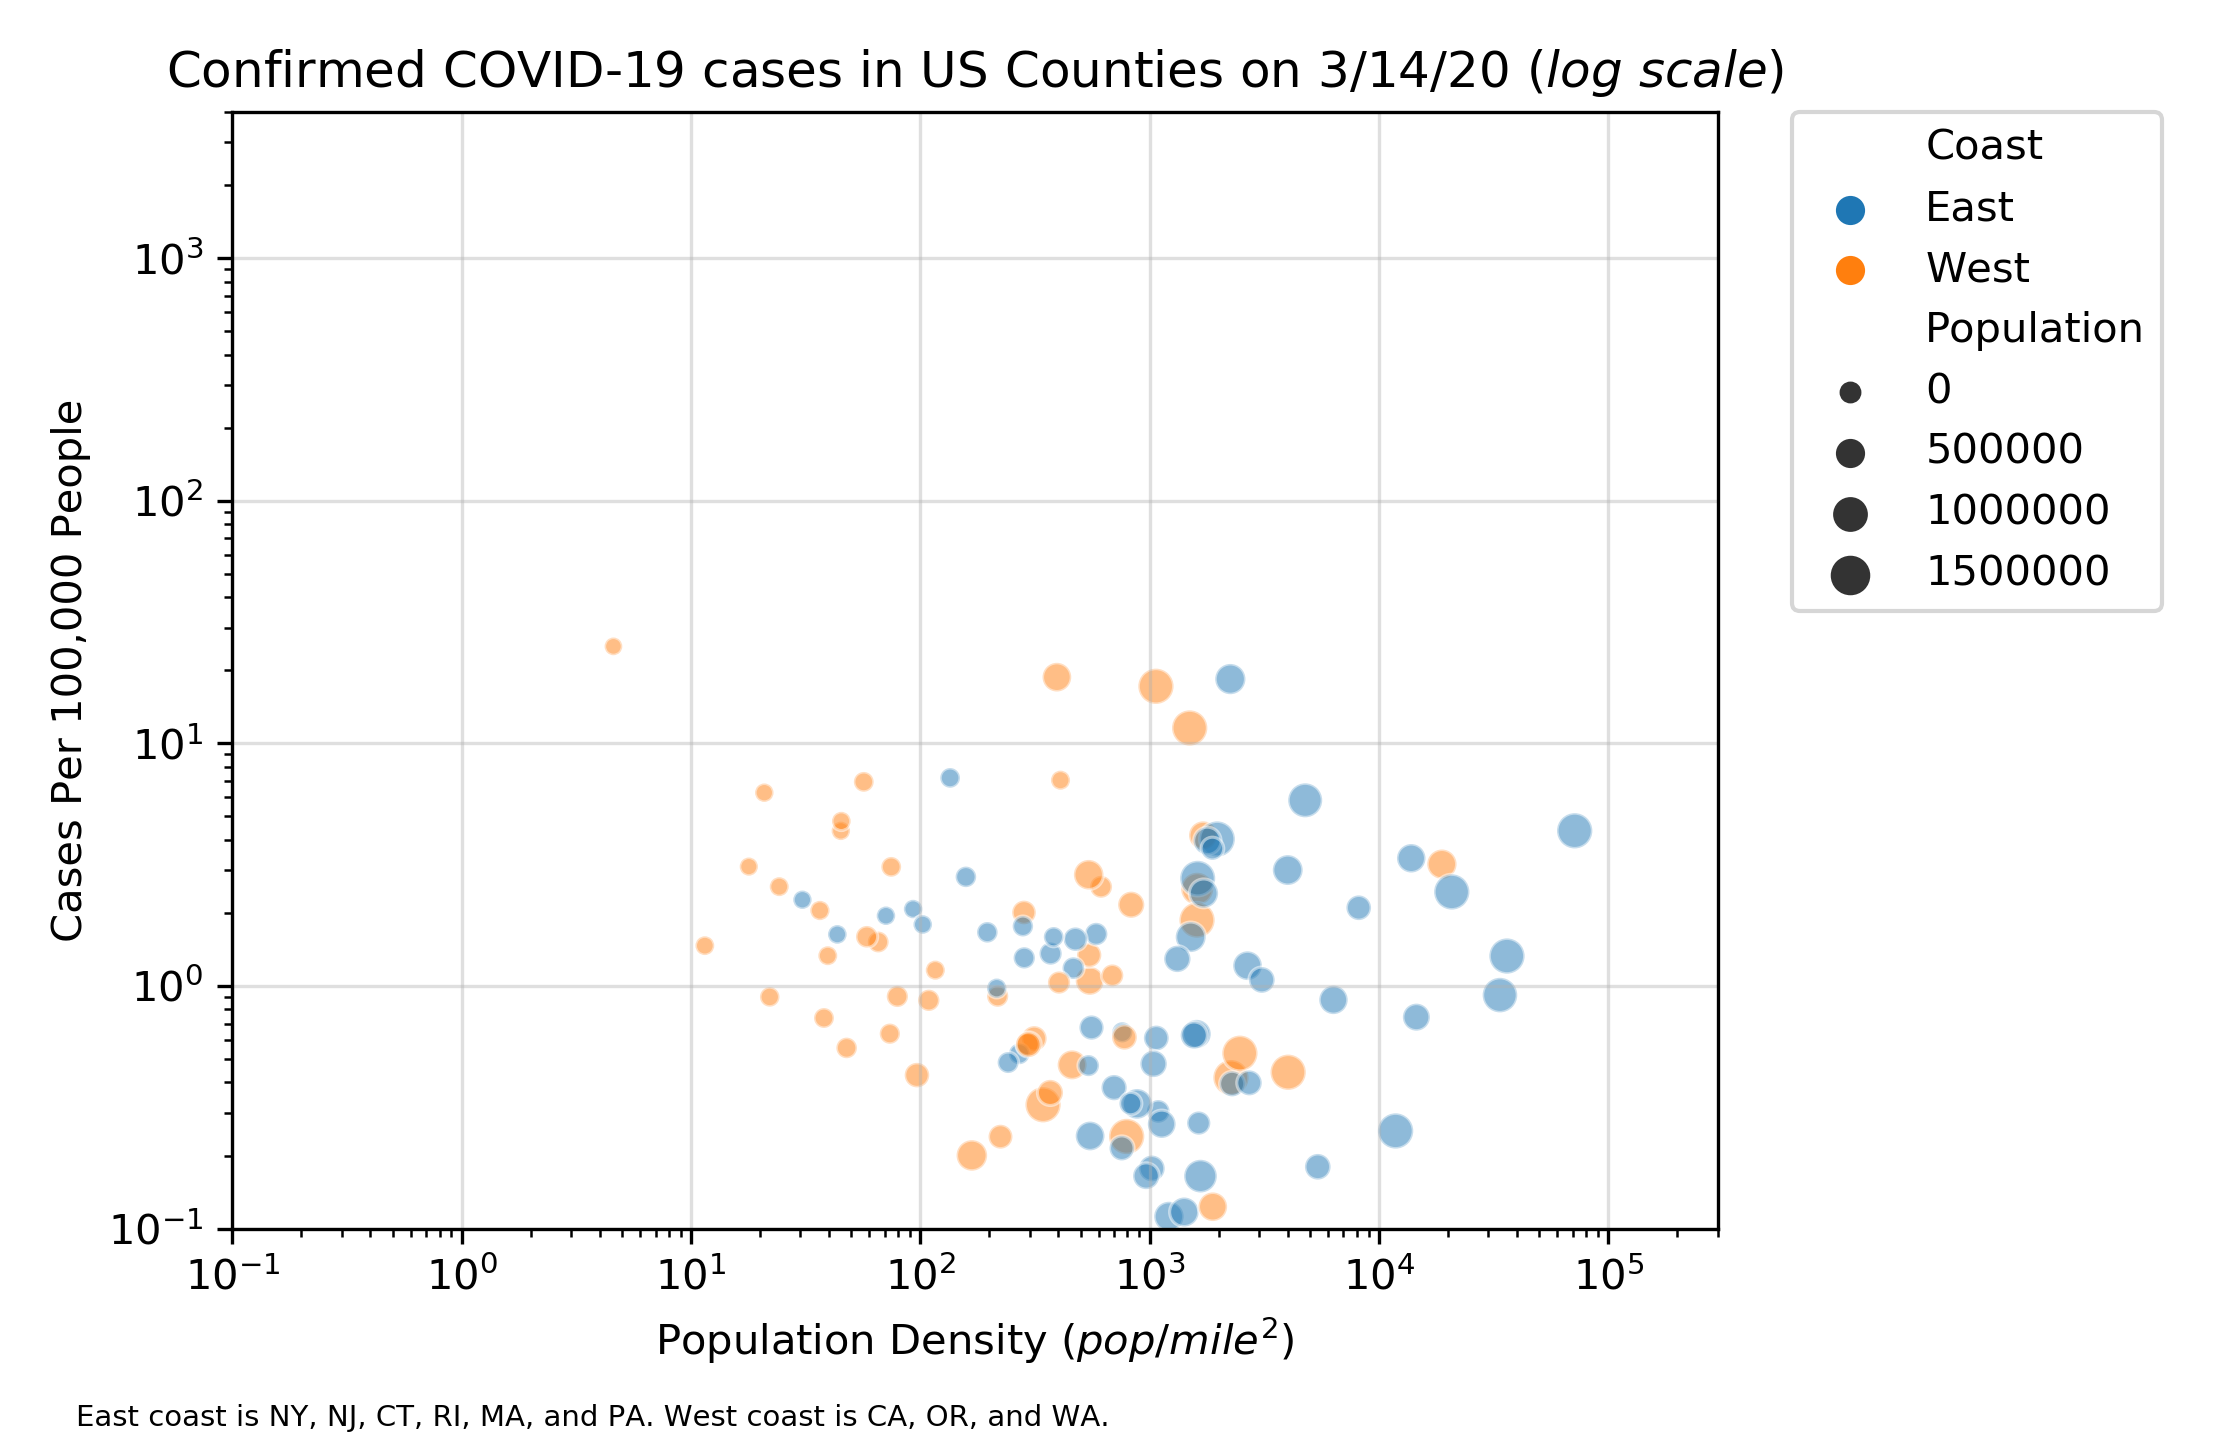 Confirmed COVID-19 cases in US Counties on 3/14/20 (log scale)
Coast
East
West
Population
0
500000
1000000
1500000
Cases Per 100,000 People
10³
10²
10¹
10⁰
10⁻¹
10⁻¹ 10⁰ 10¹ 10² 10³ 10⁴ 10⁵
Population Density (pop/mile²)
East coast is NY, NJ, CT, RI, MA, and PA. West coast is CA, OR, and WA.